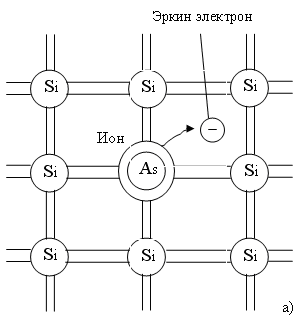 Эркин электрон
Si Si Si
−
Ион
Si As Si
Si Si Si
а)